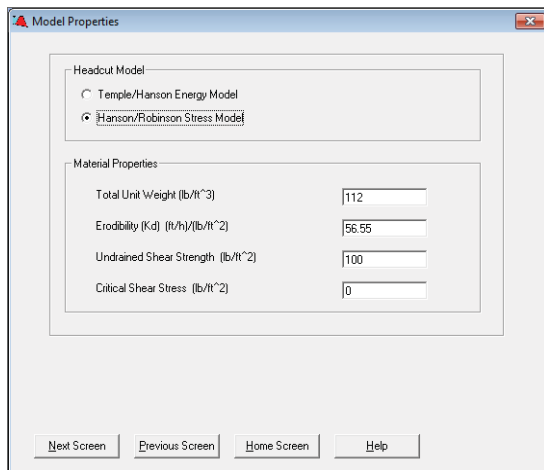 Model Properties
Headcut Model
Temple/Hanson Energy Model
Hanson/Robinson Stress Model
Material Properties
Total Unit Weight (lb/ft^3) 112
Erodibility (Kd) (ft/h)/(lb/ft^2) 56.55
Undrained Shear Strength (lb/ft^2) 100
Critical Shear Stress (lb/ft^2) 0
Next Screen Previous Screen Home Screen Help